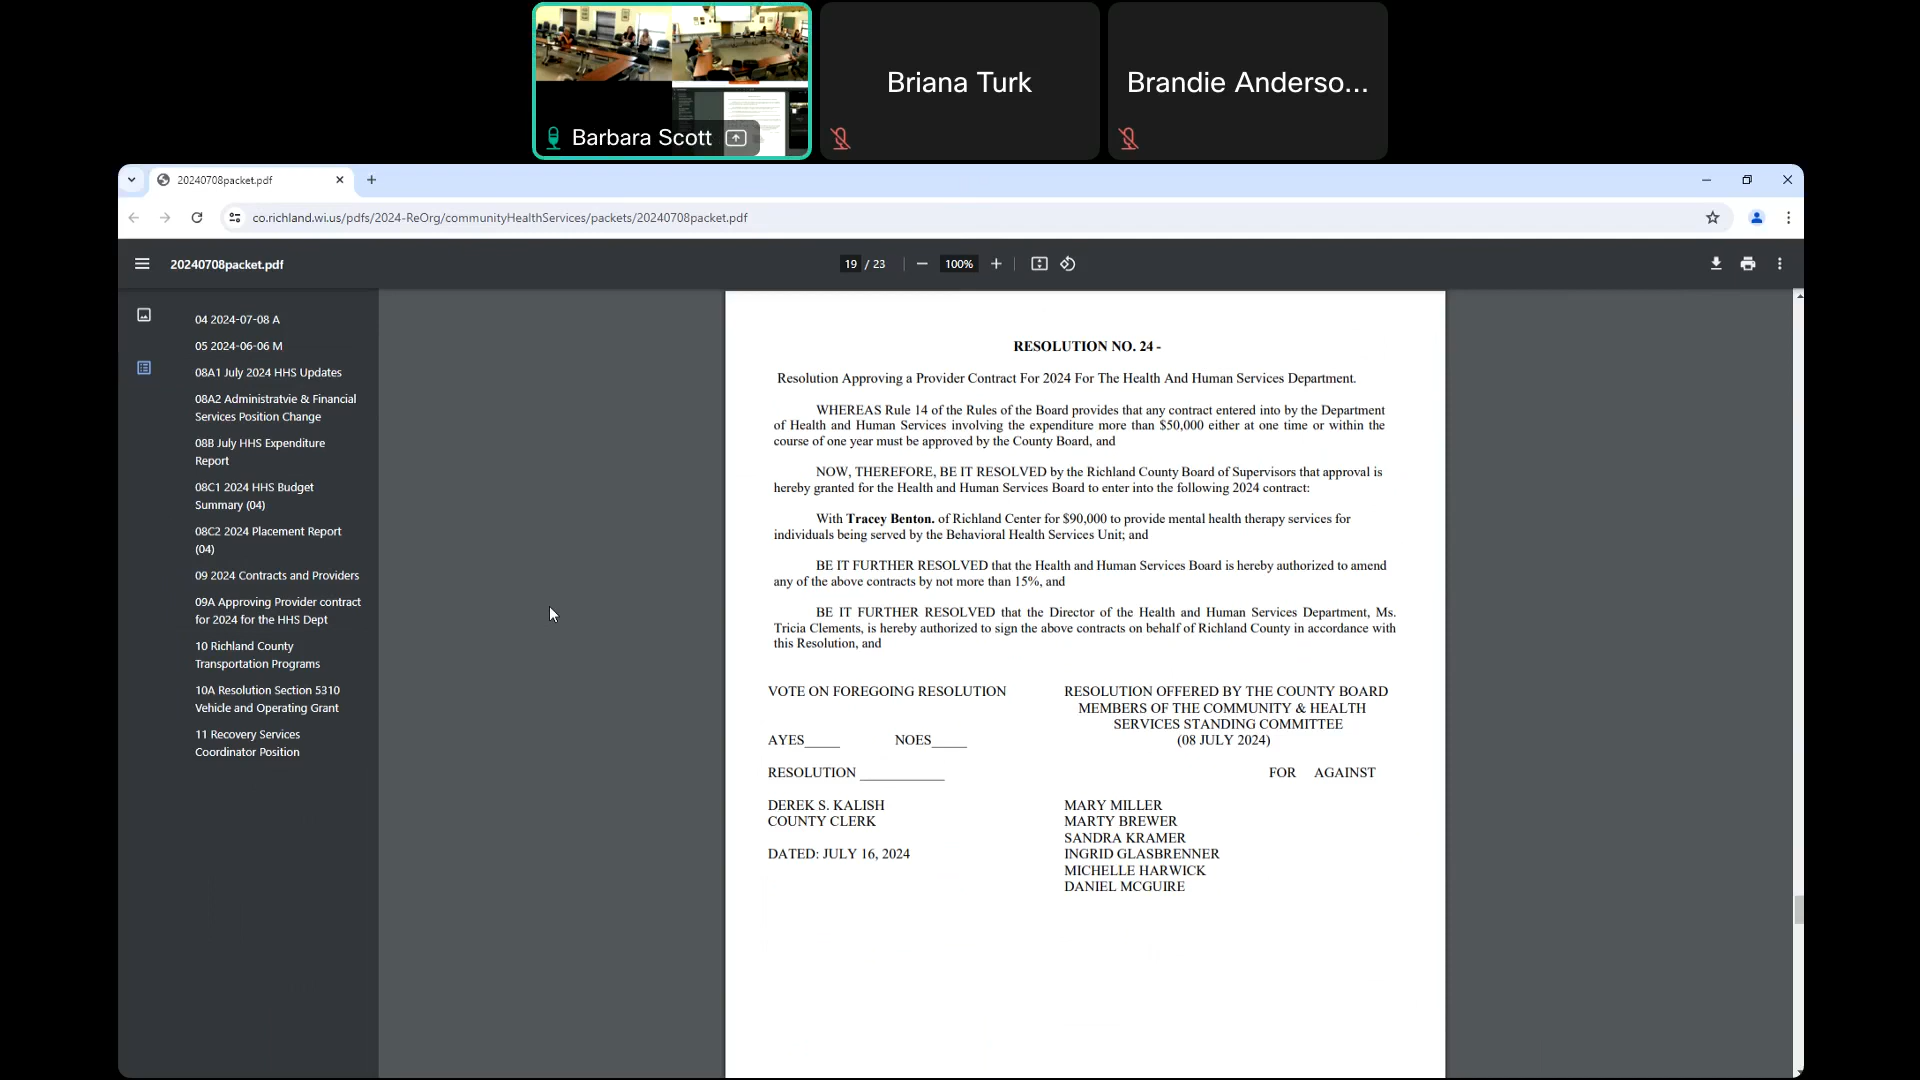 Barbara Scott
Briana Turk
Brandie Anderso...
20240708packet.pdf
co.richland.wi.us/pdfs/2024-ReOrg/communityHealthServices/packets/20240708packet.pdf
20240708packet.pdf
19 / 23
100%
04 2024-07-08 A
05 2024-06-06 M
08A1 July 2024 HHS Updates
08A2 Administratvie & Financial
Services Position Change
08B July HHS Expenditure
Report
08C1 2024 HHS Budget
Summary (04)
08C2 2024 Placement Report
(04)
09 2024 Contracts and Providers
09A Approving Provider contract
for 2024 for the HHS Dept
10 Richland County
Transportation Programs
10A Resolution Section 5310
Vehicle and Operating Grant
11 Recovery Services
Coordinator Position
RESOLUTION NO. 24 -
Resolution Approving a Provider Contract For 2024 For The Health And Human Services Department.
WHEREAS Rule 14 of the Rules of the Board provides that any contract entered into by the Department
of Health and Human Services involving the expenditure more than $50,000 either at one time or within the
course of one year must be approved by the County Board, and
NOW, THEREFORE, BE IT RESOLVED by the Richland County Board of Supervisors that approval is
hereby granted for the Health and Human Services Board to enter into the following 2024 contract:
With Tracey Benton. of Richland Center for $90,000 to provide mental health therapy services for
individuals being served by the Behavioral Health Services Unit; and
BE IT FURTHER RESOLVED that the Health and Human Services Board is hereby authorized to amend
any of the above contracts by not more than 15%, and
BE IT FURTHER RESOLVED that the Director of the Health and Human Services Department, Ms.
Tricia Clements, is hereby authorized to sign the above contracts on behalf of Richland County in accordance with
this Resolution, and
VOTE ON FOREGOING RESOLUTION
AYES_____ NOES_____
RESOLUTION ____________
DEREK S. KALISH
COUNTY CLERK
DATED: JULY 16, 2024
RESOLUTION OFFERED BY THE COUNTY BOARD
MEMBERS OF THE COMMUNITY & HEALTH
SERVICES STANDING COMMITTEE
(08 JULY 2024)
FOR AGAINST
MARY MILLER
MARTY BREWER
SANDRA KRAMER
INGRID GLASBRENNER
MICHELLE HARWICK
DANIEL MCGUIRE